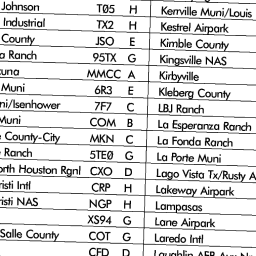 Johnson T05 H Kerrville Muni/Louis
Industrial TX2 H Kestrel Airpark
County JSO E Kimble County
a Ranch 95TX G Kingsville NAS
MMCC A Kirbyville
Muni 6R3 E Kleberg County
ni/Isenhower 7F7 C LBJ Ranch
Muni COM B La Esperanza Ranch
County-City MKN C La Fonda Ranch
Ranch 5TE0 G La Porte Muni
orth Houston Rgnl CXO D Lago Vista Tx/Rusty A
risti Intl CRP H Lakeway Airpark
risti NAS NGP H Lampasas
XS94 G Lane Airpark
Salle County COT G Laredo Intl
CFD D Laughlin AFB